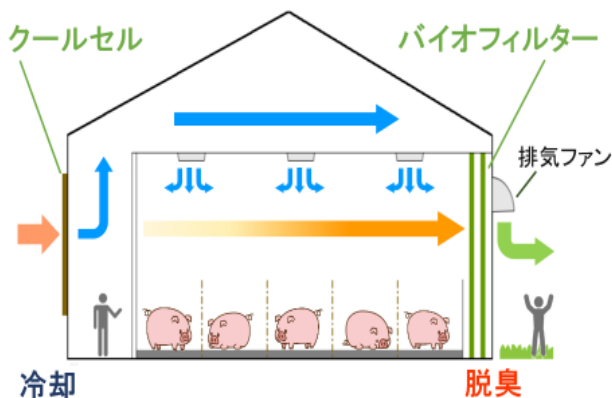 クールセル
バイオフィルター
排気ファン
冷却
脱臭